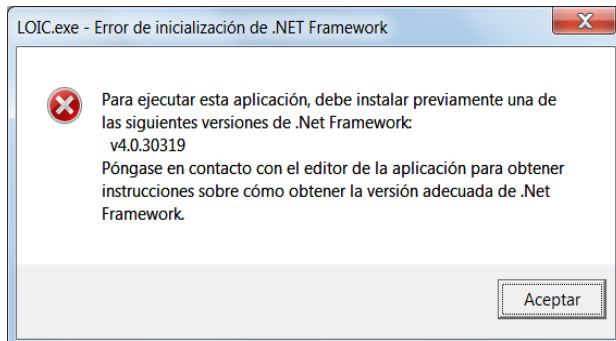 LOIC.exe - Error de inicialización de .NET Framework
Para ejecutar esta aplicación, debe instalar previamente una de
las siguientes versiones de .Net Framework:
v4.0.30319
Póngase en contacto con el editor de la aplicación para obtener
instrucciones sobre cómo obtener la versión adecuada de .Net
Framework.
Aceptar